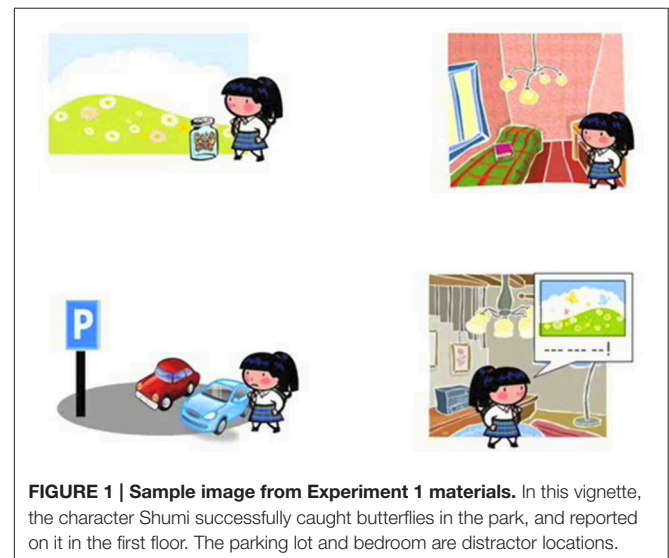 P
- - - - - - !
FIGURE 1 | Sample image from Experiment 1 materials. In this vignette,
the character Shumi successfully caught butterflies in the park, and reported
on it in the first floor. The parking lot and bedroom are distractor locations.